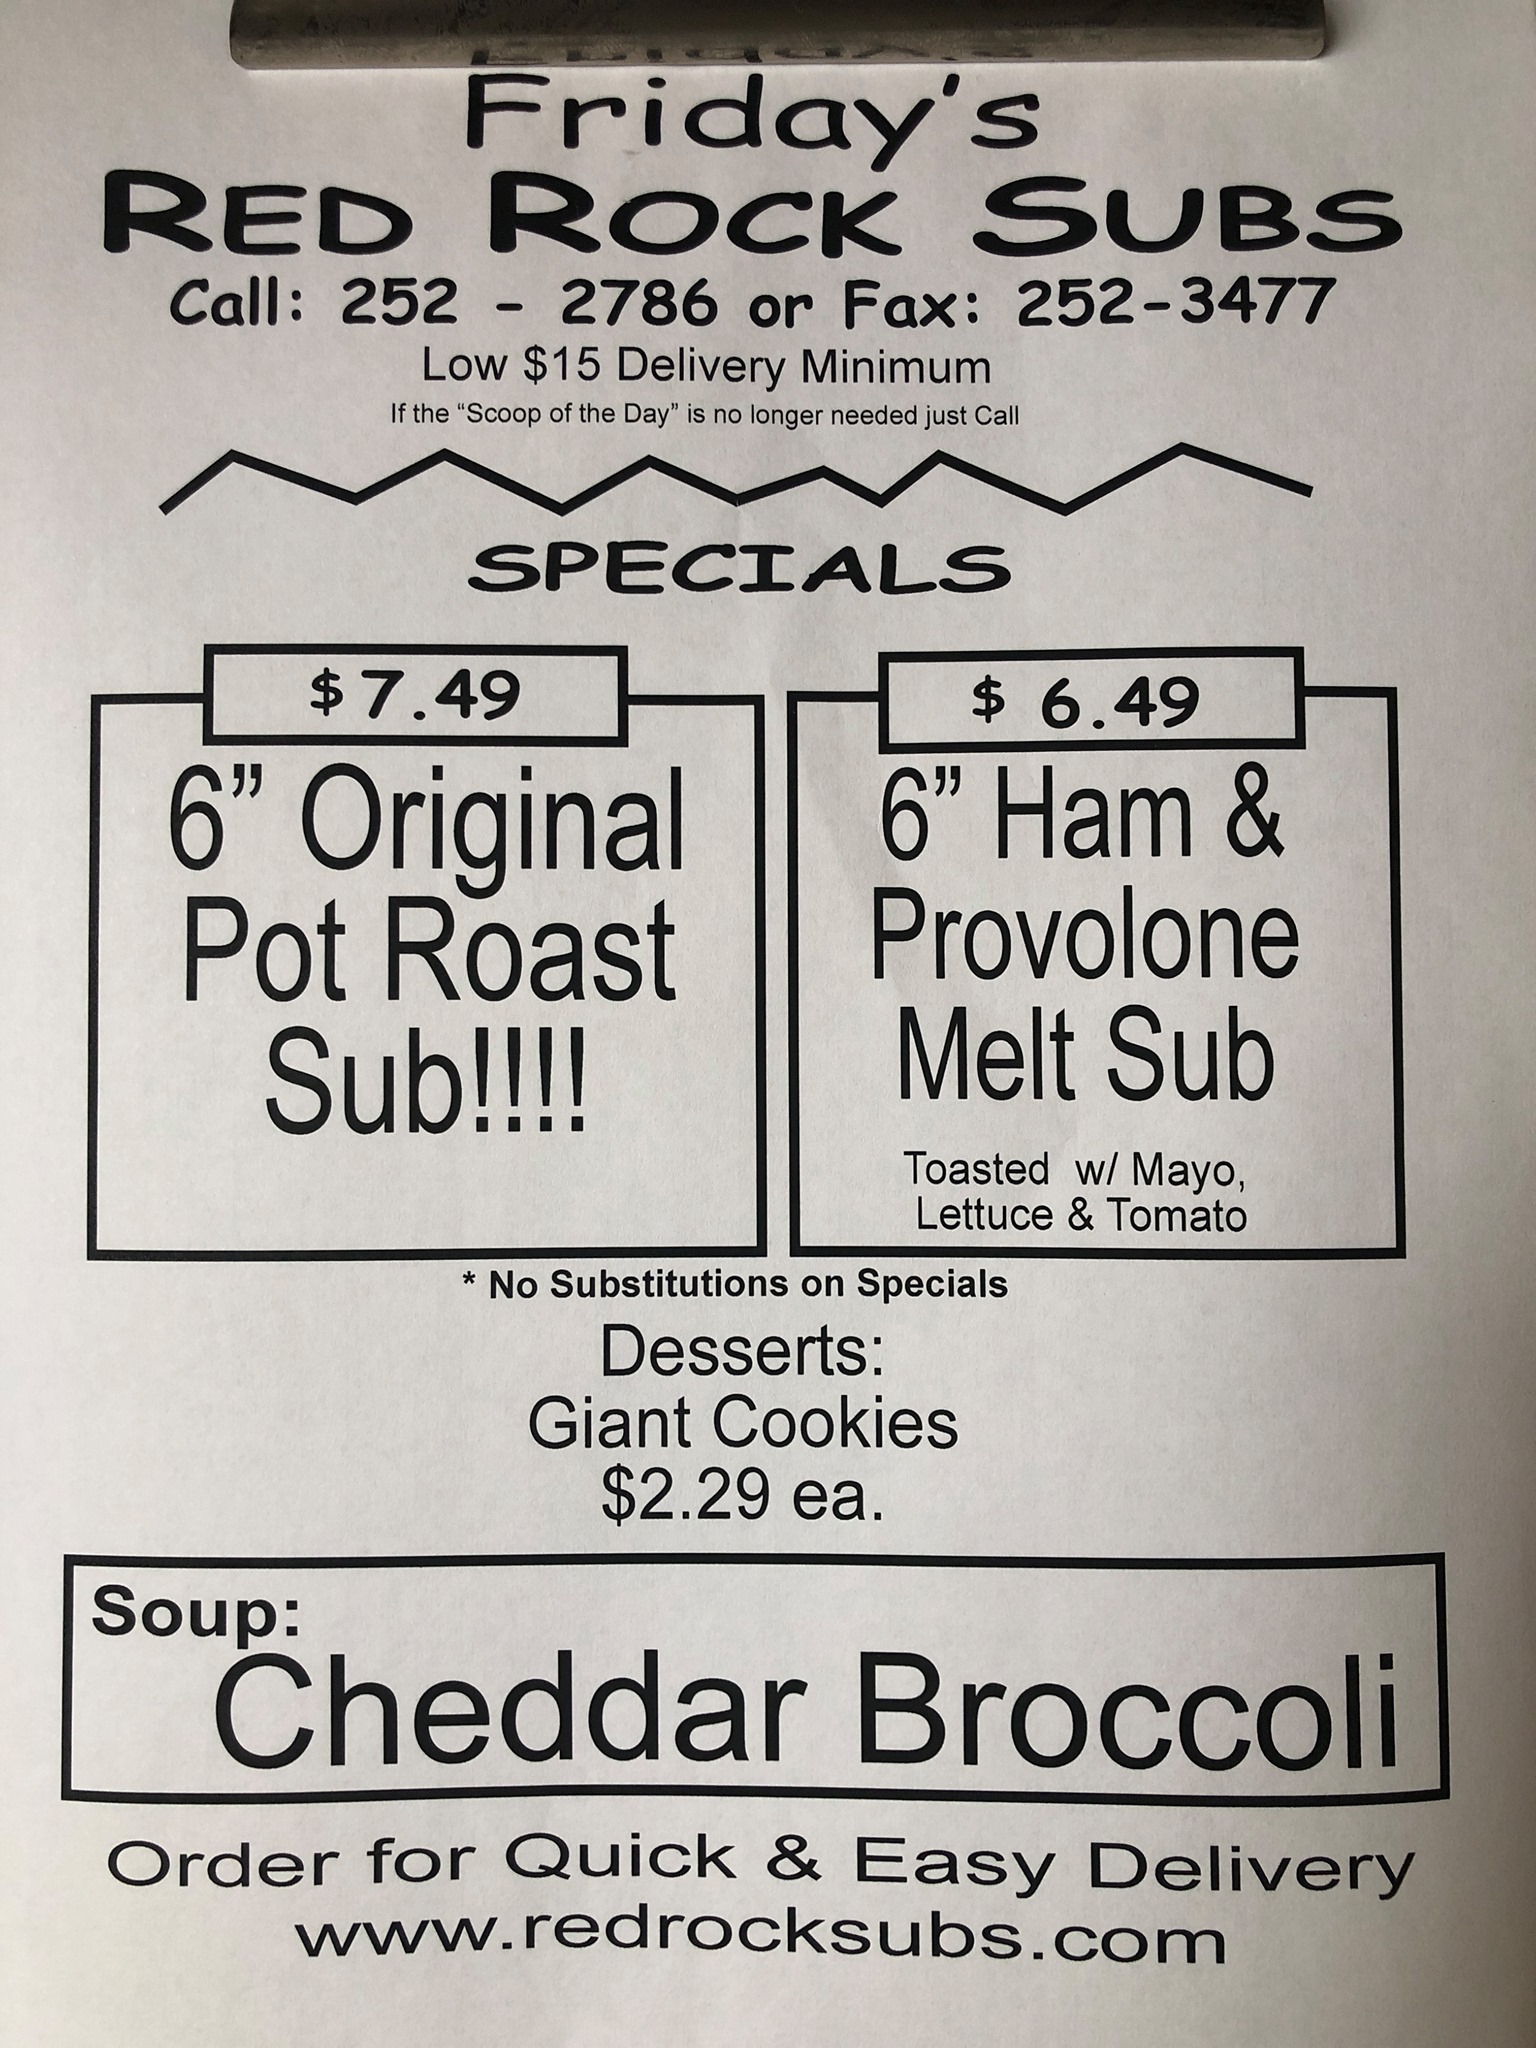 Friday's
RED ROCK SUBS
Call: 252 - 2786 or Fax: 252-3477
Low $15 Delivery Minimum
If the “Scoop of the Day” is no longer needed just Call
SPECIALS
$ 7.49
6” Original
Pot Roast
Sub!!!!
$ 6.49
6” Ham &
Provolone
Melt Sub
Toasted w/ Mayo,
Lettuce & Tomato
* No Substitutions on Specials
Desserts:
Giant Cookies
$2.29 ea.
Soup:
Cheddar Broccoli
Order for Quick & Easy Delivery
www.redrocksubs.com